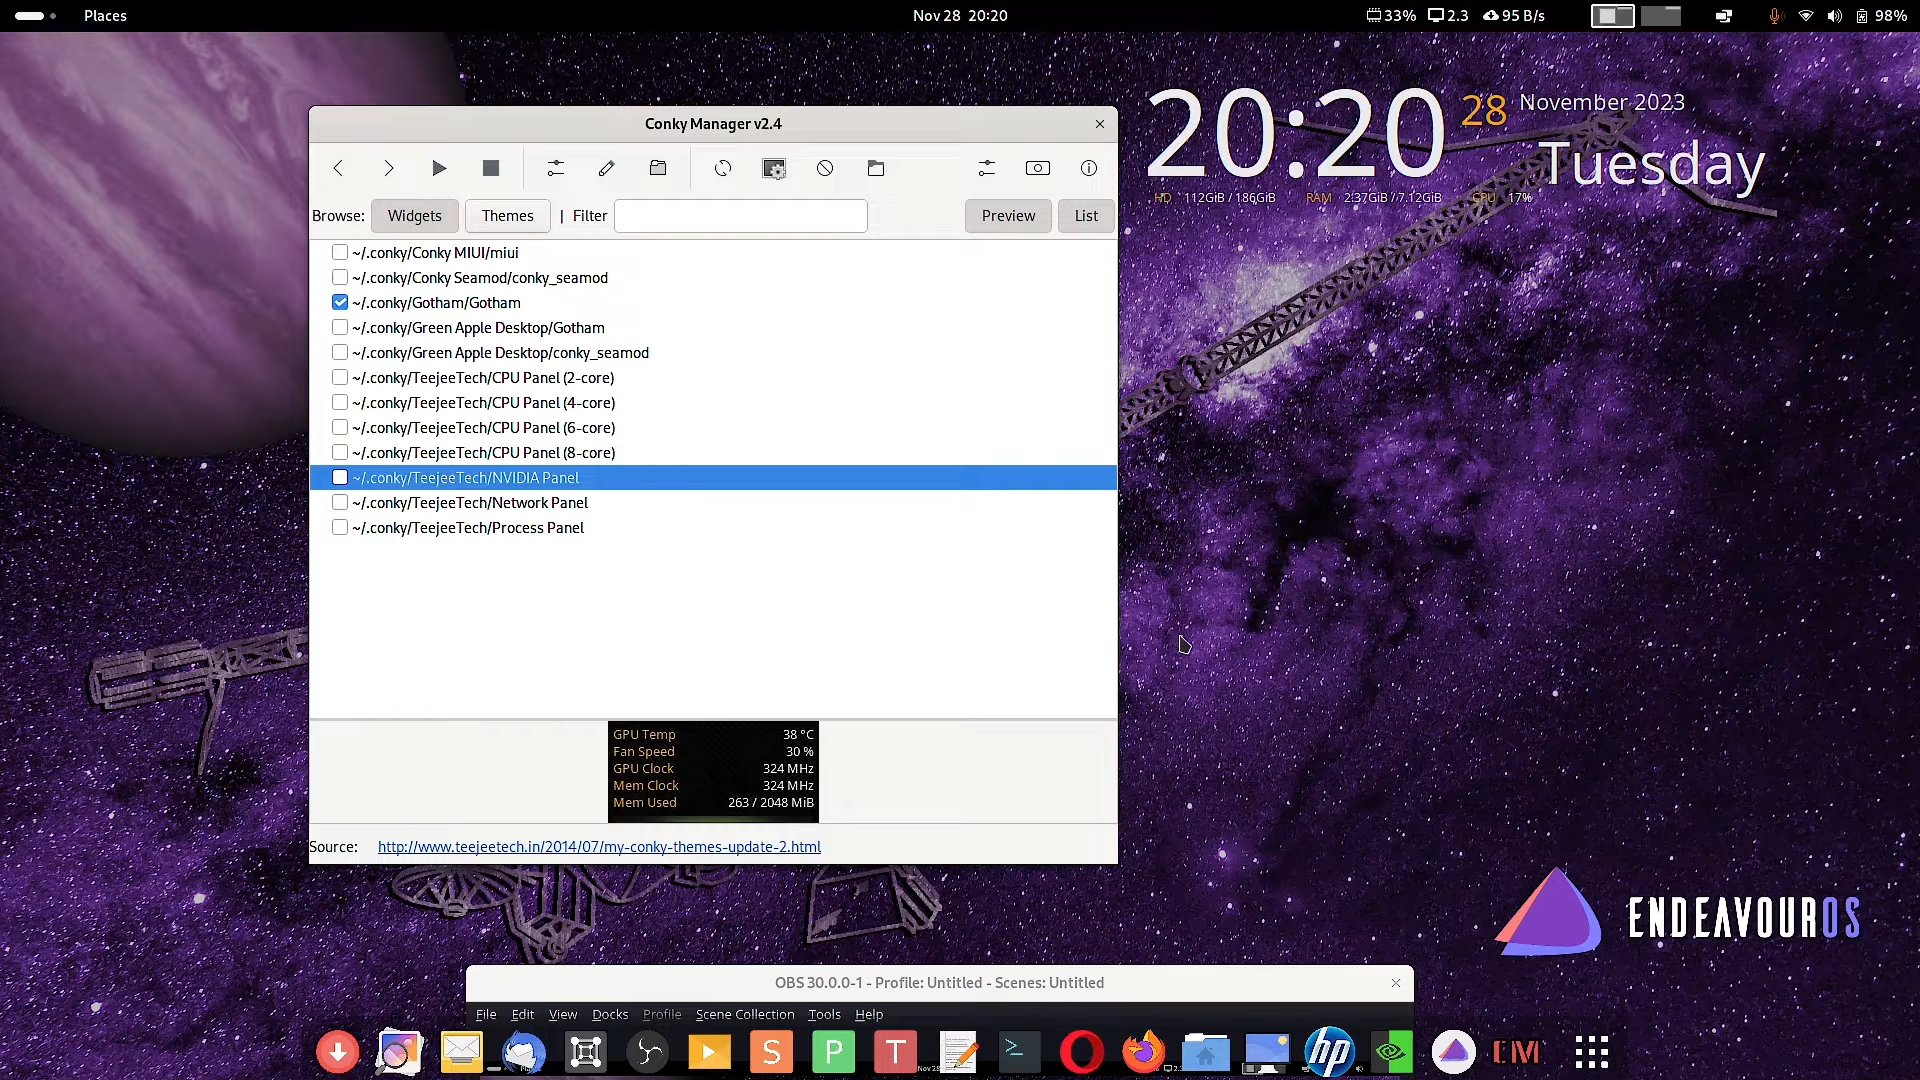 Places
Nov 28 20:20
33% 2.3 95 B/s 98%
Conky Manager v2.4
Browse: Widgets Themes | Filter Preview List
~/.conky/Conky MIUI/miui
~/.conky/Conky Seamod/conky_seamod
~/.conky/Gotham/Gotham
~/.conky/Green Apple Desktop/Gotham
~/.conky/Green Apple Desktop/conky_seamod
~/.conky/TeejeeTech/CPU Panel (2-core)
~/.conky/TeejeeTech/CPU Panel (4-core)
~/.conky/TeejeeTech/CPU Panel (6-core)
~/.conky/TeejeeTech/CPU Panel (8-core)
~/.conky/TeejeeTech/NVIDIA Panel
~/.conky/TeejeeTech/Network Panel
~/.conky/TeejeeTech/Process Panel
GPU Temp 38 °C
Fan Speed 30 %
GPU Clock 324 MHz
Mem Clock 324 MHz
Mem Used 263 / 2048 MiB
Source: http://www.teejeetech.in/2014/07/my-conky-themes-update-2.html
20:20 28 November 2023
Tuesday
HD 112GiB / 186GiB RAM 2.37GiB / 7.12GiB CPU 17%
ENDEAVOUROS
OBS 30.0.0-1 - Profile: Untitled - Scenes: Untitled
File Edit View Docks Profile Scene Collection Tools Help
S P T hp
Nov 28